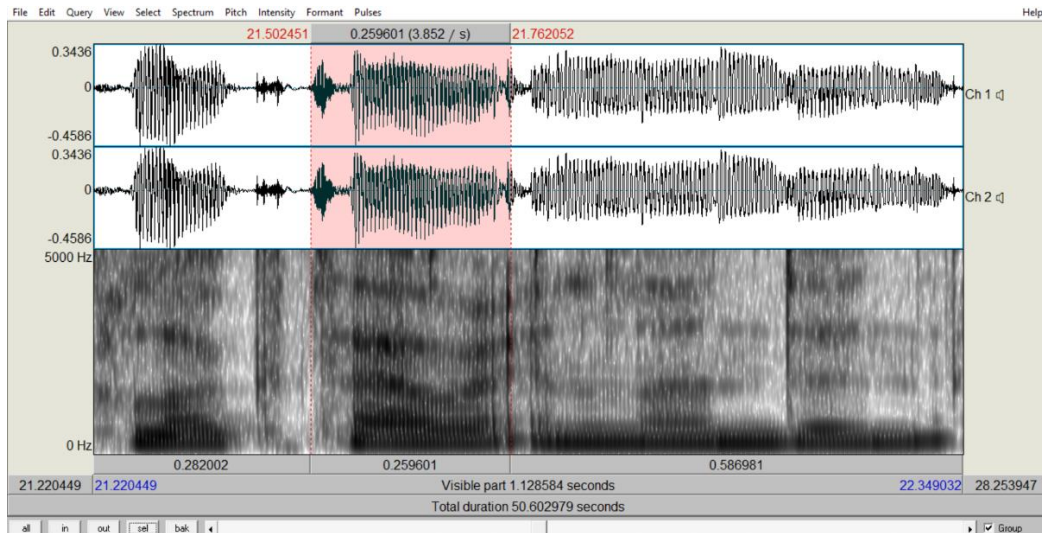 File Edit Query View Select Spectrum Pitch Intensity Formant Pulses Help
21.502451 0.259601 (3.852 / s) 21.762052
0.3436
0
Ch 1
-0.4586
0.3436
0
Ch 2
-0.4586
5000 Hz
0 Hz
0.282002 0.259601 0.586981
21.220449 21.220449 Visible part 1.128584 seconds 22.349032 28.253947
Total duration 50.602979 seconds
all in out sel bak Group